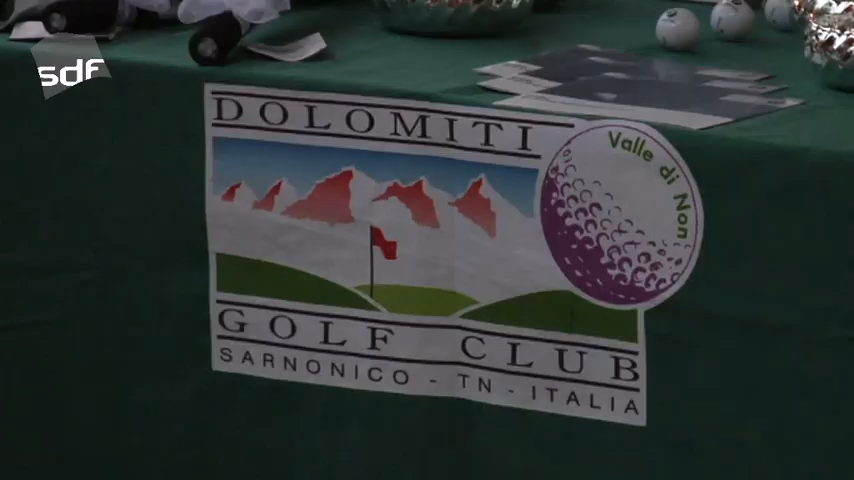 sdf
DOLOMITI
Valle di Non
GOLF CLUB
SARNONICO - TN - ITALIA